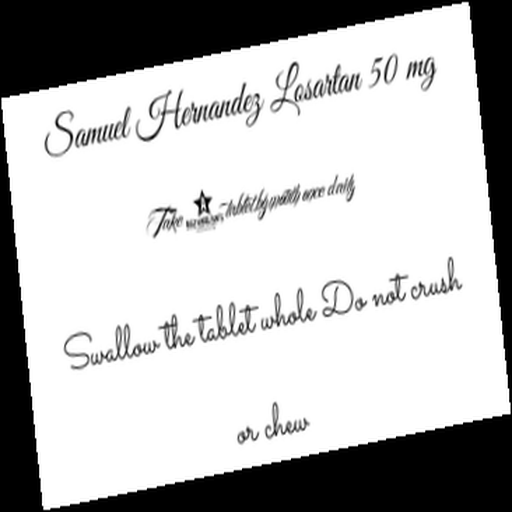 Samuel Hernandez Losartan 50 mg
Take tablet by mouth once daily
Swallow the tablet whole Do not crush
or chew